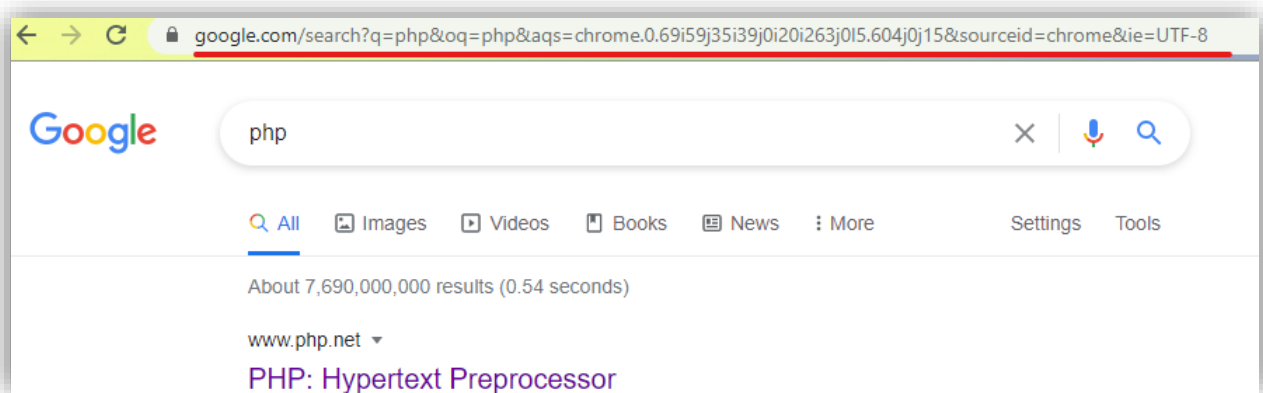 google.com/search?q=php&oq=php&aqs=chrome.0.69i59j35i39j0i20i263j0l5.604j0j15&sourceid=chrome&ie=UTF-8
Google php
All Images Videos Books News More Settings Tools
About 7,690,000,000 results (0.54 seconds)
www.php.net
PHP: Hypertext Preprocessor